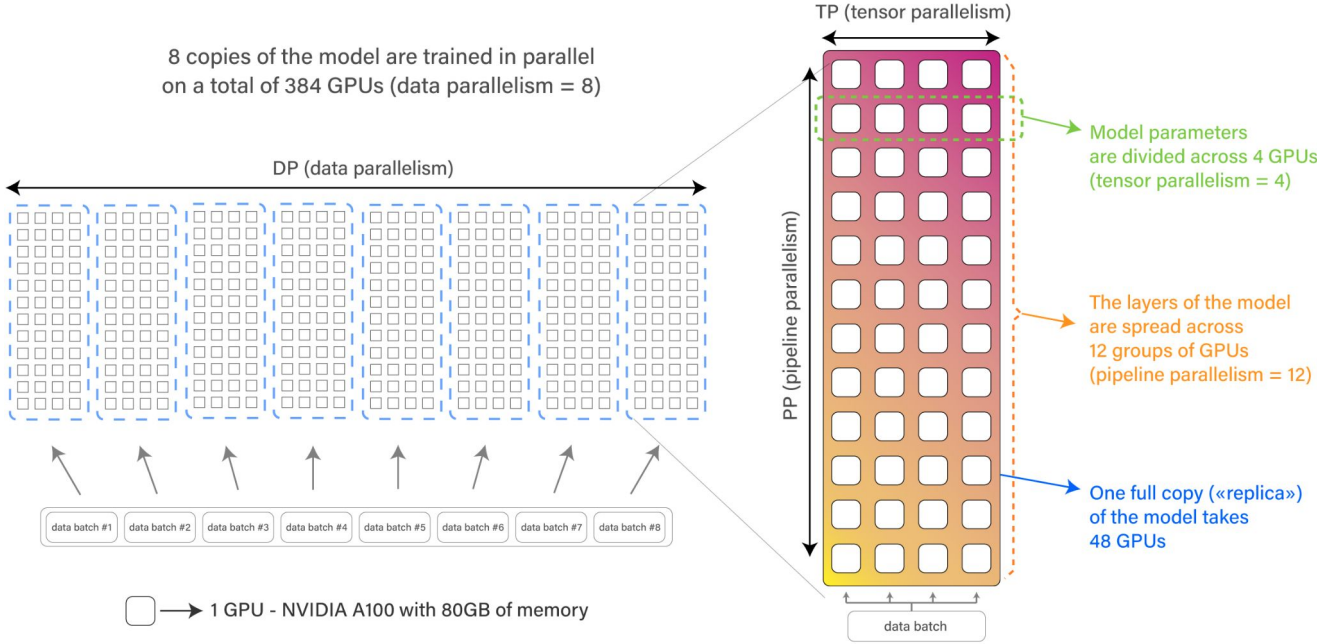 8 copies of the model are trained in parallel
on a total of 384 GPUs (data parallelism = 8)
DP (data parallelism)
data batch #1
data batch #2
data batch #3
data batch #4
data batch #5
data batch #6
data batch #7
data batch #8
1 GPU - NVIDIA A100 with 80GB of memory
TP (tensor parallelism)
PP (pipeline parallelism)
data batch
Model parameters
are divided across 4 GPUs
(tensor parallelism = 4)
The layers of the model
are spread across
12 groups of GPUs
(pipeline parallelism = 12)
One full copy («replica»)
of the model takes
48 GPUs